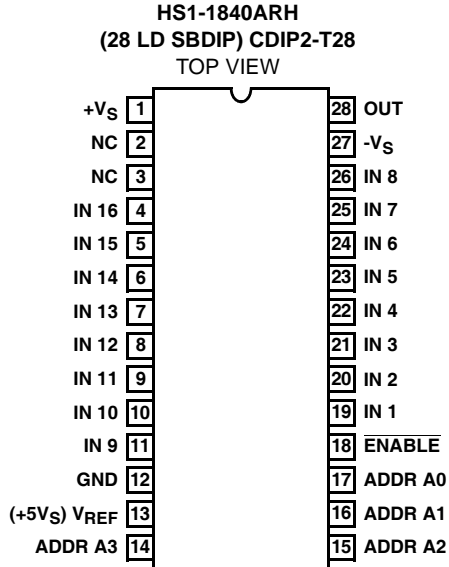 HS1-1840ARH
(28 LD SBDIP) CDIP2-T28
TOP VIEW
+VS 1 28 OUT
NC 2 27 -VS
NC 3 26 IN 8
IN 16 4 25 IN 7
IN 15 5 24 IN 6
IN 14 6 23 IN 5
IN 13 7 22 IN 4
IN 12 8 21 IN 3
IN 11 9 20 IN 2
IN 10 10 19 IN 1
IN 9 11 18 ENABLE
GND 12 17 ADDR A0
(+5VS) VREF 13 16 ADDR A1
ADDR A3 14 15 ADDR A2